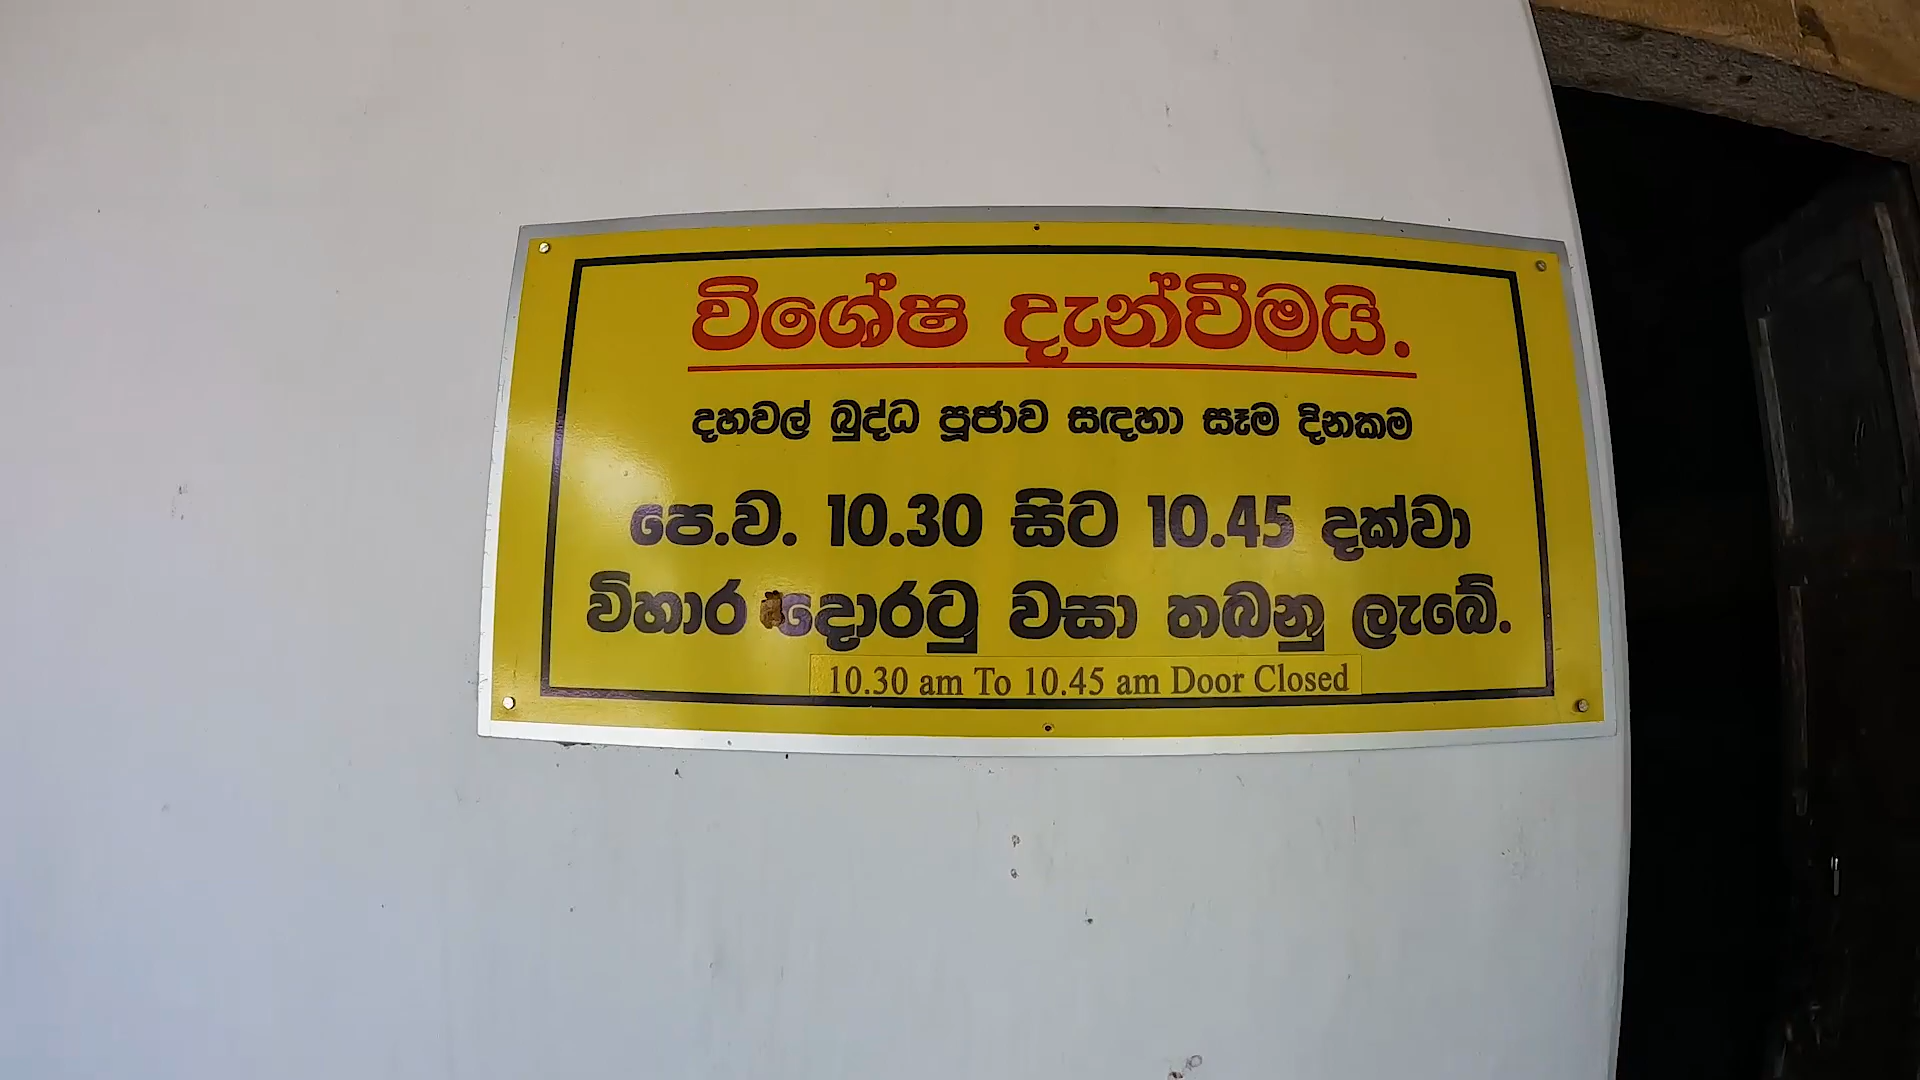 විශේෂ දැන්වීමයි.
දහවල් බුද්ධ පූජාව සඳහා සෑම දිනකම
පෙ.ව. 10.30 සිට 10.45 දක්වා
විහාර දොරටු වසා තබනු ලැබේ.
10.30 am To 10.45 am Door Closed